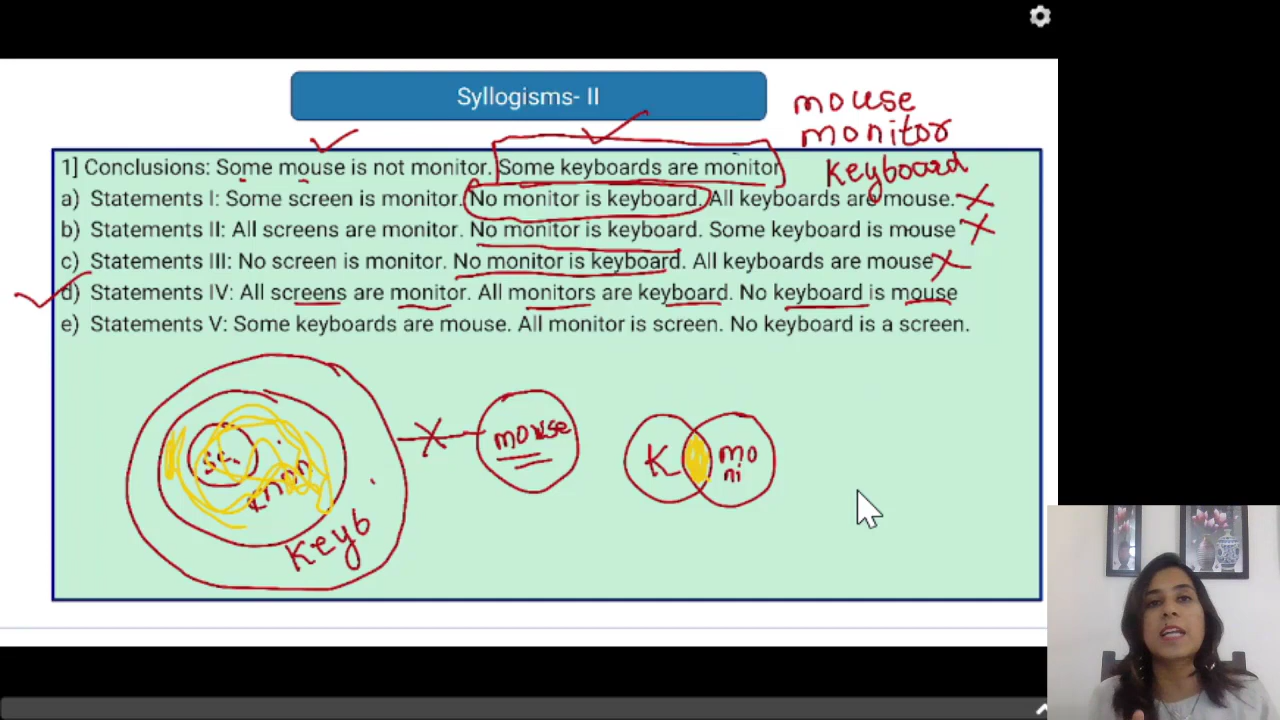 Syllogisms- II
mouse
monitor
keyboard
1] Conclusions: Some mouse is not monitor. Some keyboards are monitor
a) Statements I: Some screen is monitor. No monitor is keyboard. All keyboards are mouse.
b) Statements II: All screens are monitor. No monitor is keyboard. Some keyboard is mouse
c) Statements III: No screen is monitor. No monitor is keyboard. All keyboards are mouse
d) Statements IV: All screens are monitor. All monitors are keyboard. No keyboard is mouse
e) Statements V: Some keyboards are mouse. All monitor is screen. No keyboard is a screen.
Sc.
Keyb
mouse
K
mo
ni